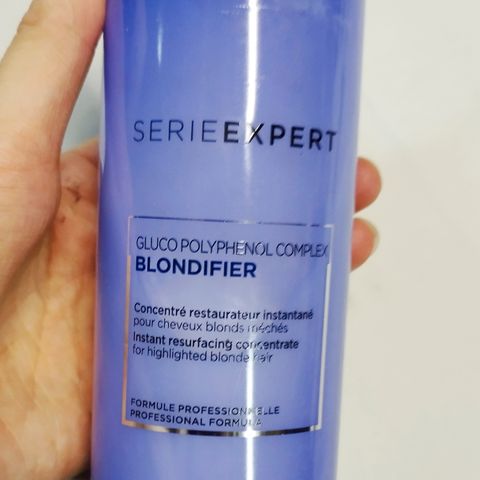 SERIEEXPERT
GLUCO POLYPHENOL COMPLEX
BLONDIFIER
Concentré restaurateur instantané
pour cheveux blonds méchés
Instant resurfacing concentrate
for highlighted blonde hair
FORMULE PROFESSIONNELLE
PROFESSIONAL FORMULA